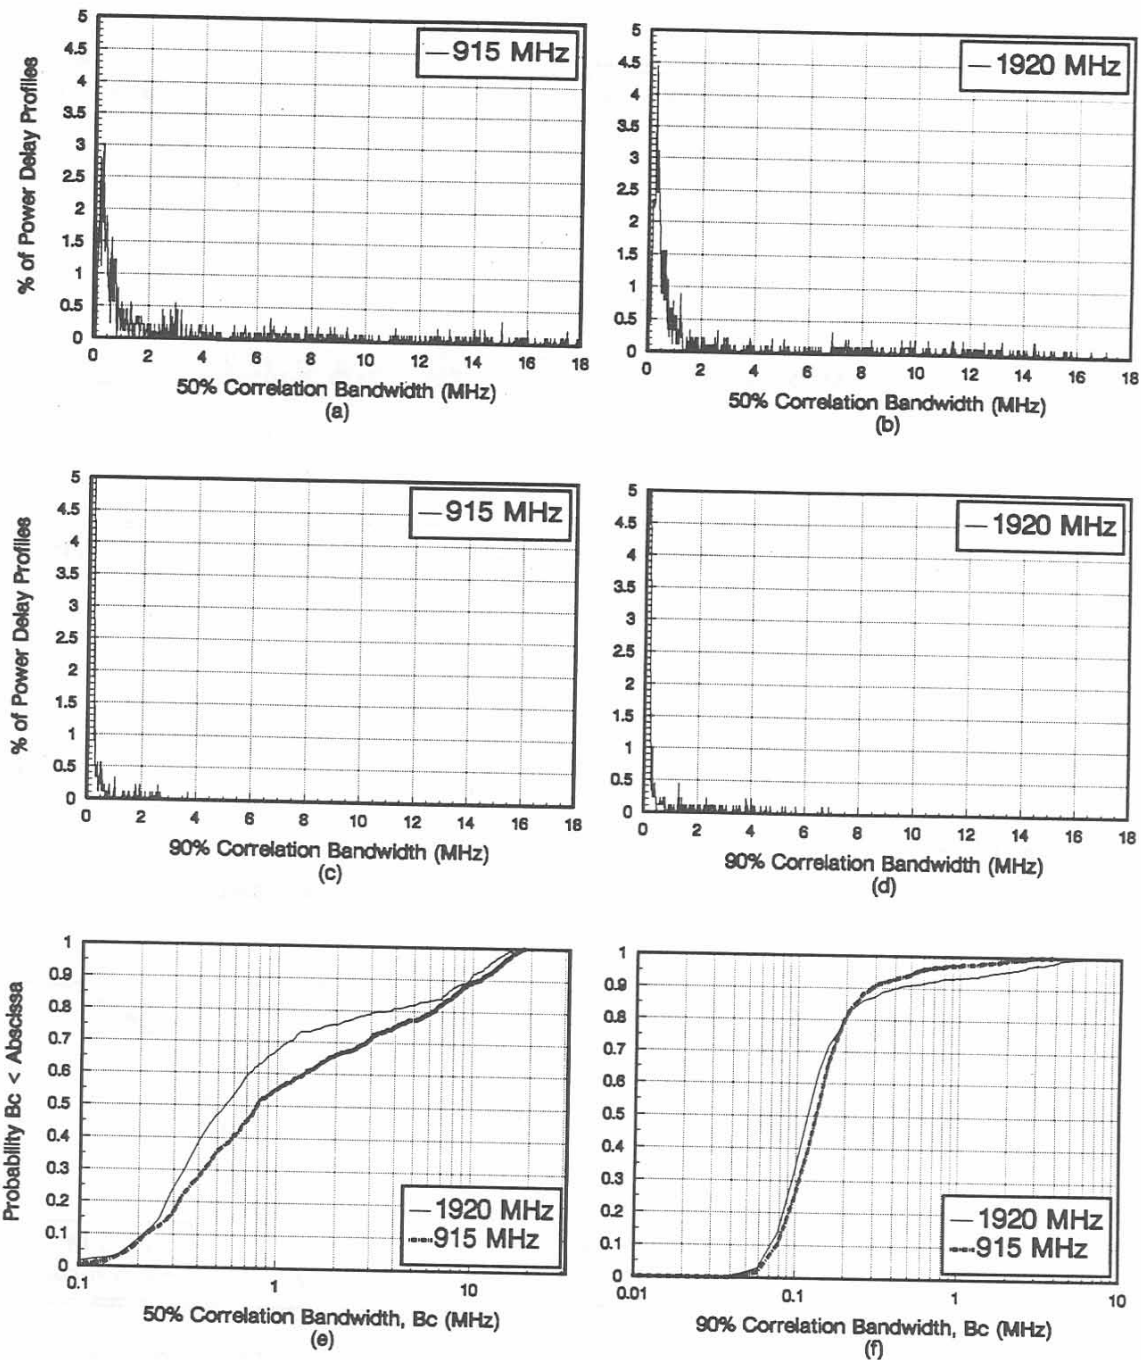 % of Power Delay Profiles
5
4.5
4
3.5
3
2.5
2
1.5
1
0.5
0
915 MHz
0 2 4 6 8 10 12 14 16 18
50% Correlation Bandwidth (MHz)
(a)
5
4.5
4
3.5
3
2.5
2
1.5
1
0.5
0
1920 MHz
0 2 4 6 8 10 12 14 16 18
50% Correlation Bandwidth (MHz)
(b)
% of Power Delay Profiles
5
4.5
4
3.5
3
2.5
2
1.5
1
0.5
0
915 MHz
0 2 4 6 8 10 12 14 16 18
90% Correlation Bandwidth (MHz)
(c)
5
4.5
4
3.5
3
2.5
2
1.5
1
0.5
0
1920 MHz
0 2 4 6 8 10 12 14 16 18
90% Correlation Bandwidth (MHz)
(d)
Probability Bc < Abscissa
1
0.9
0.8
0.7
0.6
0.5
0.4
0.3
0.2
0.1
0
1920 MHz
915 MHz
0.1 1 10
50% Correlation Bandwidth, Bc (MHz)
(e)
1
0.9
0.8
0.7
0.6
0.5
0.4
0.3
0.2
0.1
0
1920 MHz
915 MHz
0.01 0.1 1 10
90% Correlation Bandwidth, Bc (MHz)
(f)